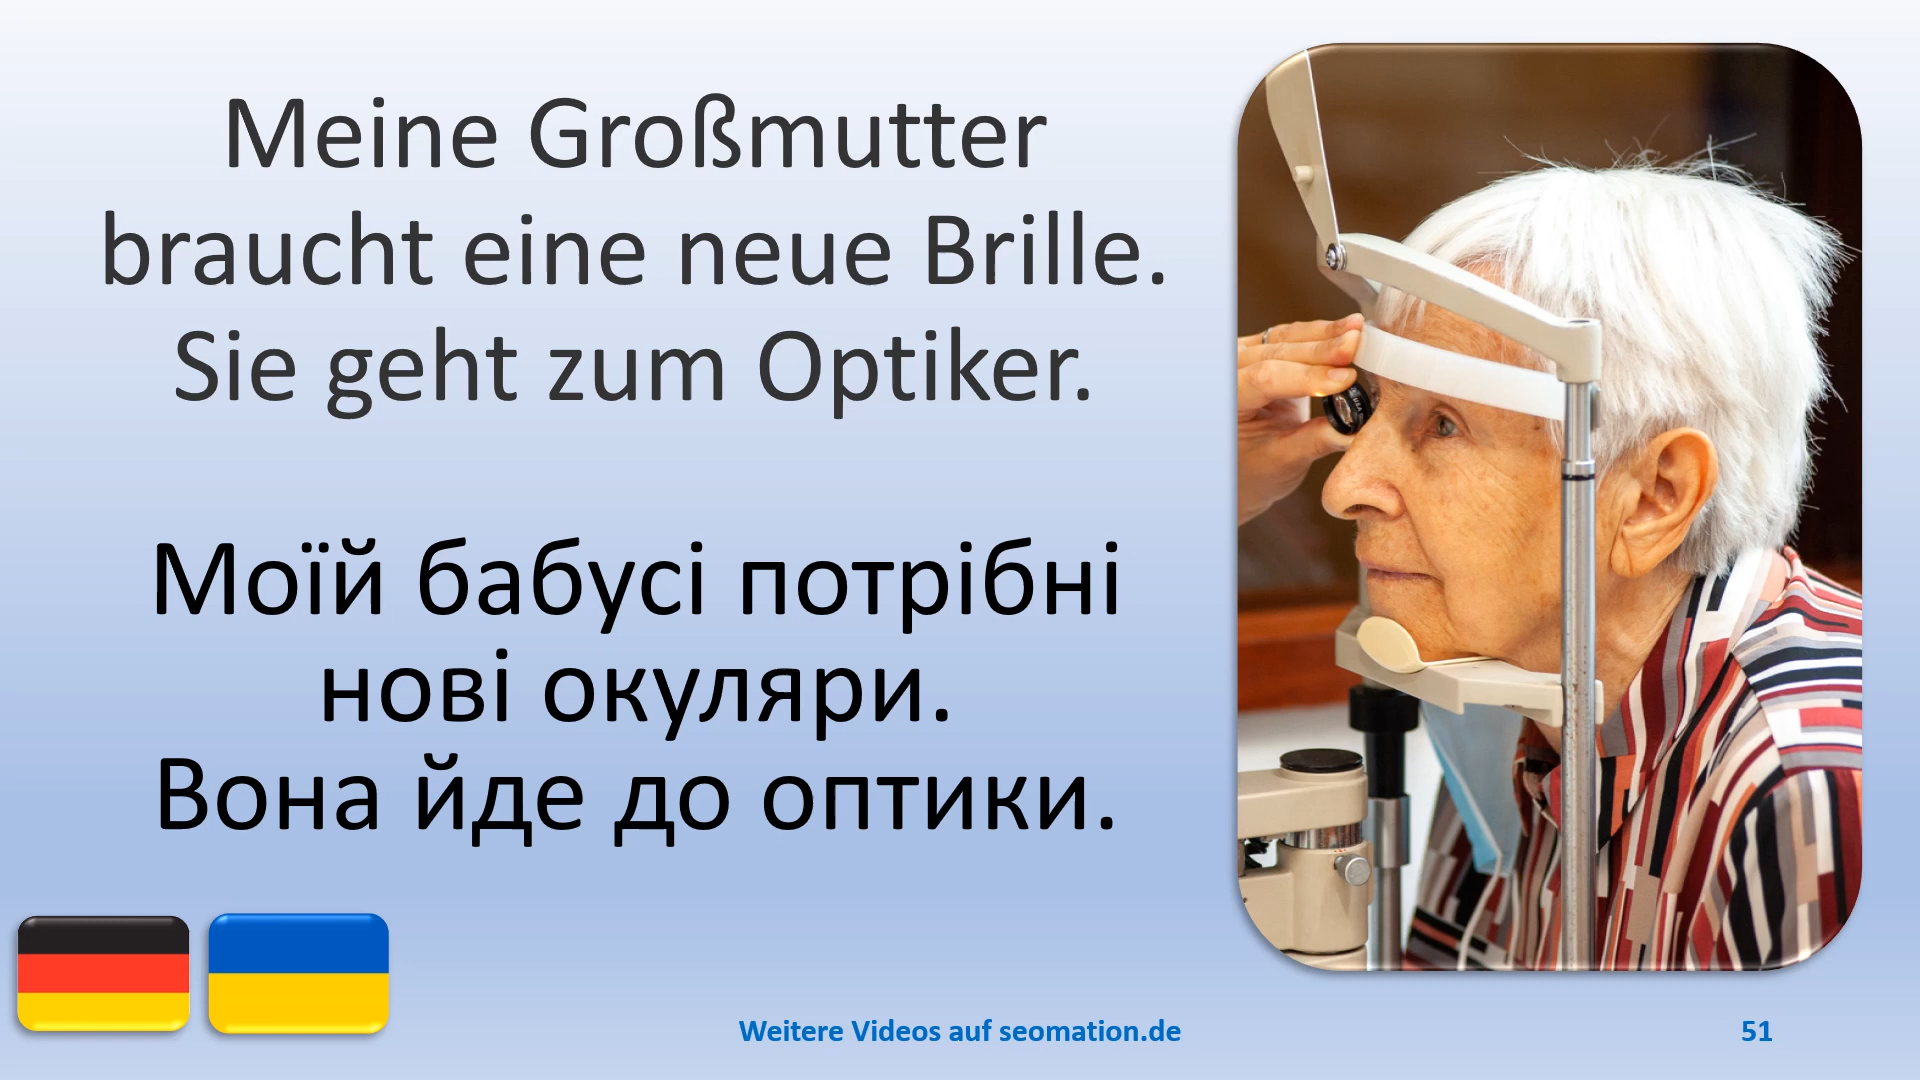 Meine Großmutter
braucht eine neue Brille.
Sie geht zum Optiker.
Моїй бабусі потрібні
нові окуляри.
Вона йде до оптики.
Weitere Videos auf seomation.de
51